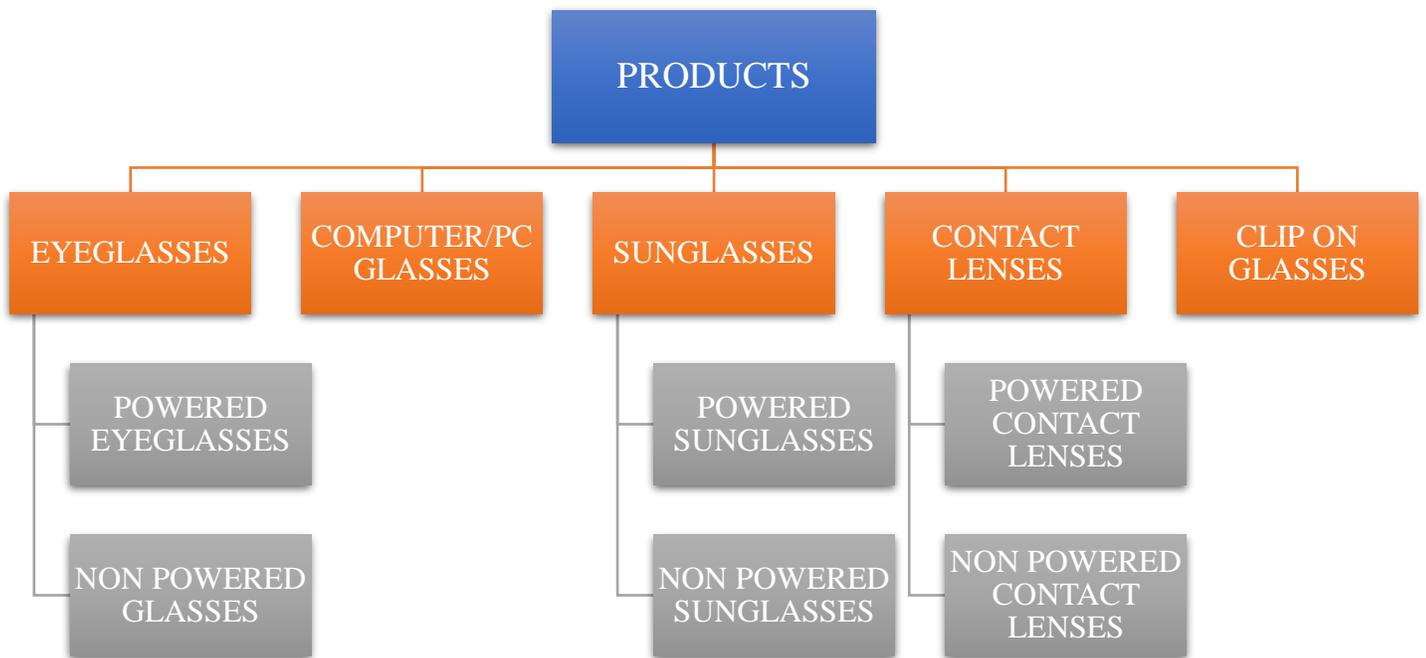 PRODUCTS
EYEGLASSES
COMPUTER/PC
GLASSES
SUNGLASSES
CONTACT
LENSES
CLIP ON
GLASSES
POWERED
EYEGLASSES
NON POWERED
GLASSES
POWERED
SUNGLASSES
NON POWERED
SUNGLASSES
POWERED
CONTACT
LENSES
NON POWERED
CONTACT
LENSES